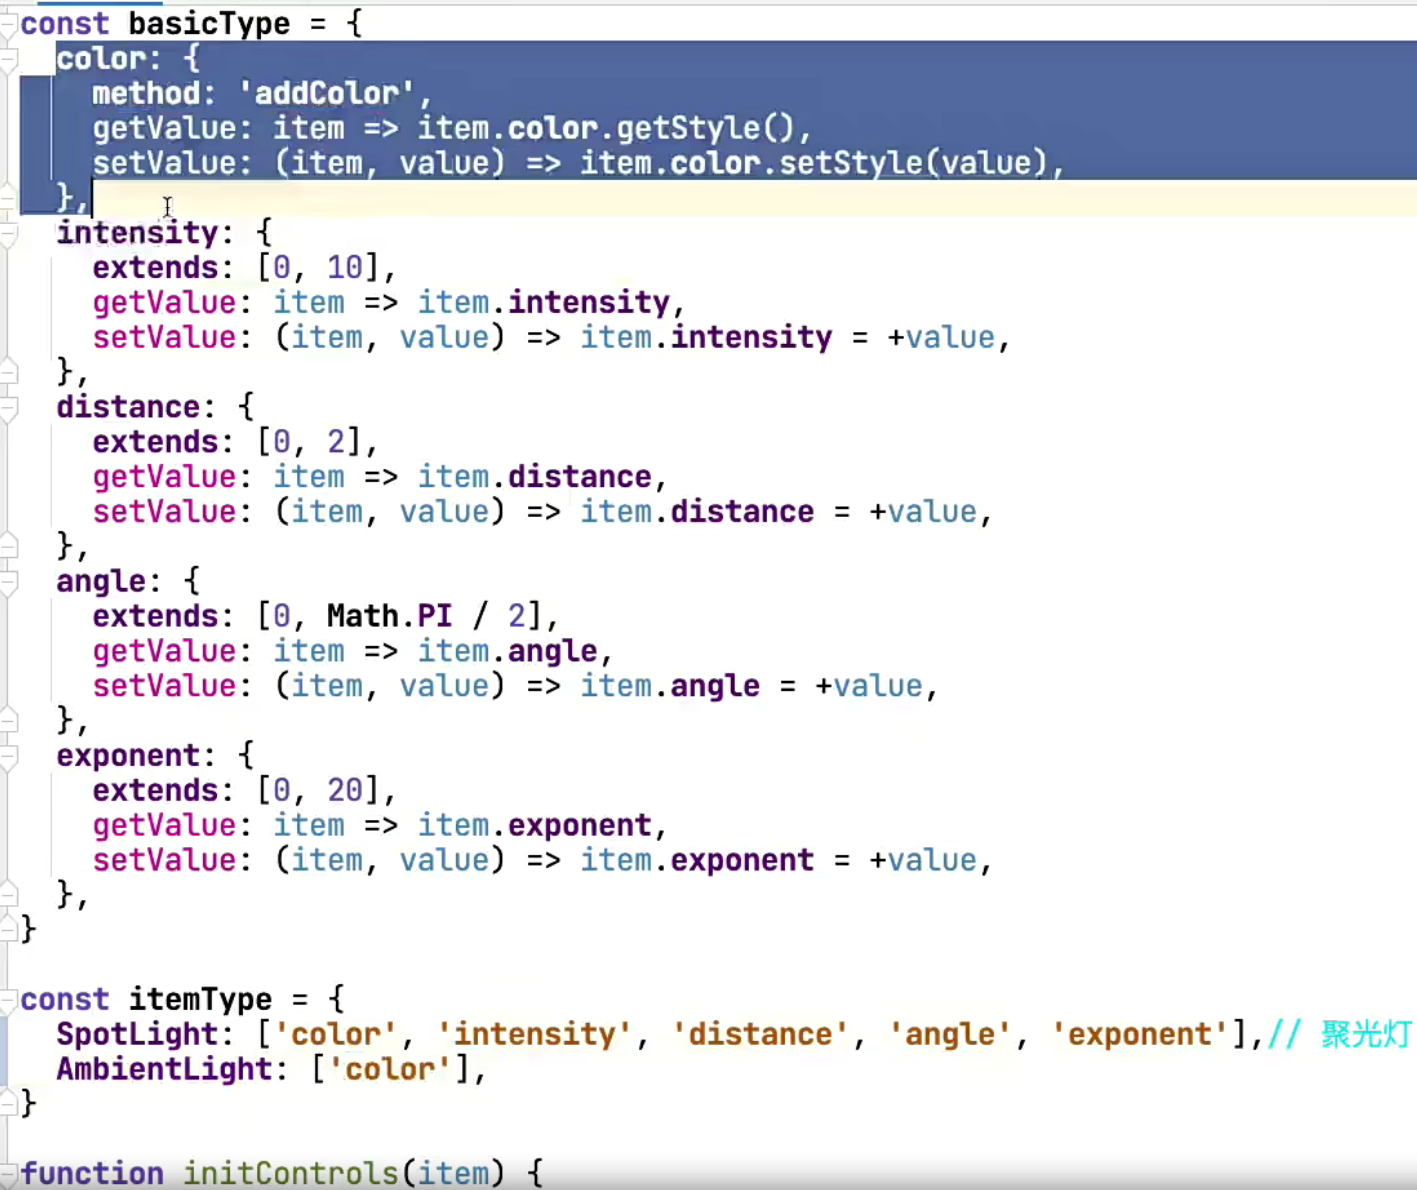 const basicType = {
  color: {
    method: 'addColor',
    getValue: item => item.color.getStyle(),
    setValue: (item, value) => item.color.setStyle(value),
  },
  intensity: {
    extends: [0, 10],
    getValue: item => item.intensity,
    setValue: (item, value) => item.intensity = +value,
  },
  distance: {
    extends: [0, 2],
    getValue: item => item.distance,
    setValue: (item, value) => item.distance = +value,
  },
  angle: {
    extends: [0, Math.PI / 2],
    getValue: item => item.angle,
    setValue: (item, value) => item.angle = +value,
  },
  exponent: {
    extends: [0, 20],
    getValue: item => item.exponent,
    setValue: (item, value) => item.exponent = +value,
  },
}
const itemType = {
  SpotLight: ['color', 'intensity', 'distance', 'angle', 'exponent'],// 聚光灯
  AmbientLight: ['color'],
}
function initControls(item) {